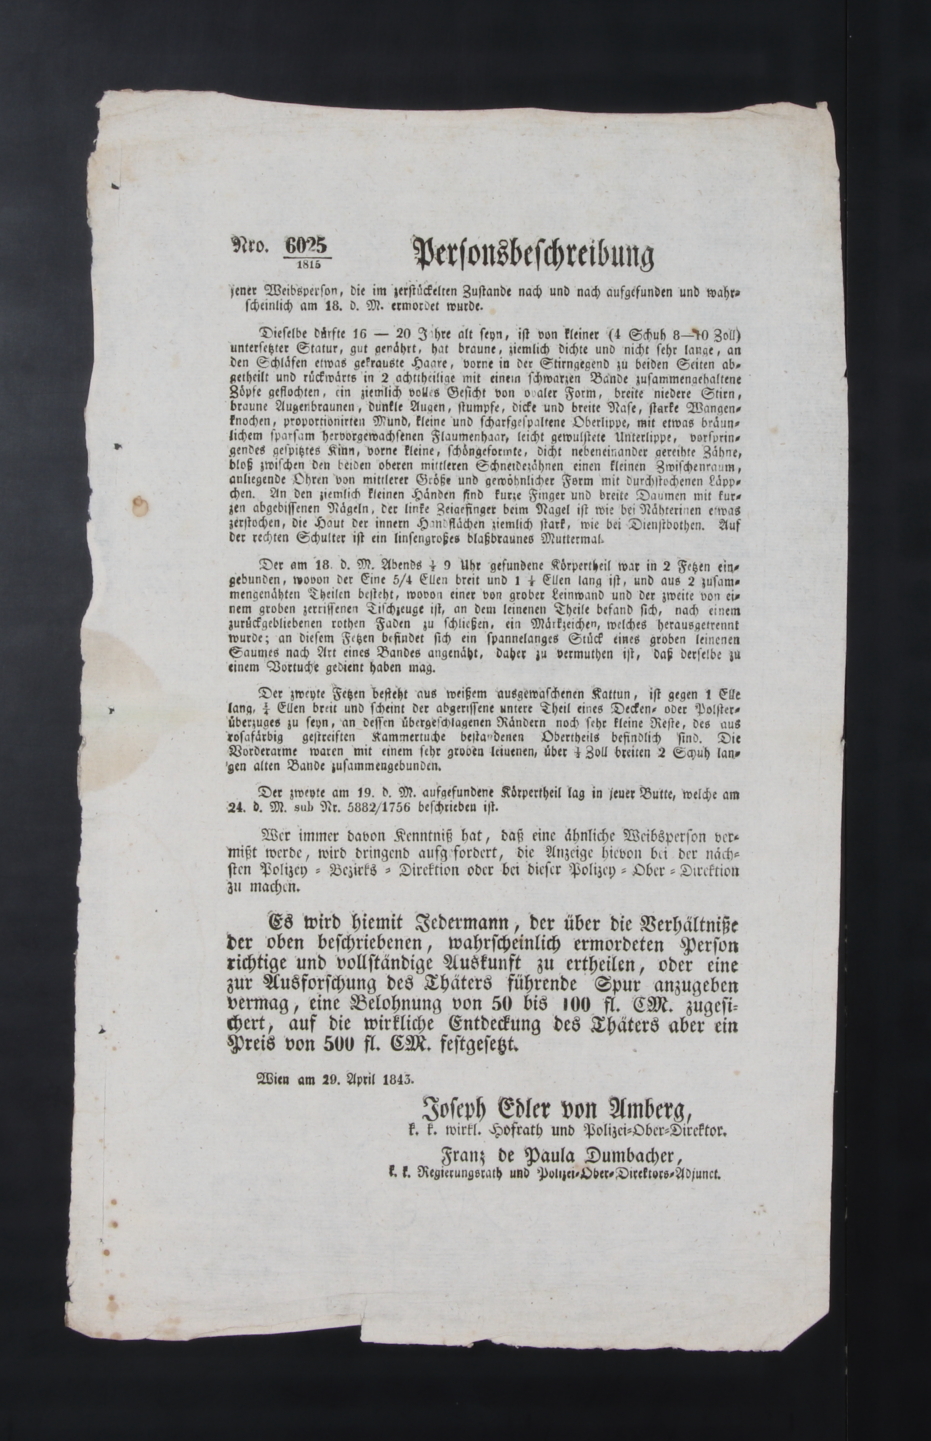 Nro. 6025/1815 Personsbeschreibung
jener Weibsperson, die im zerstückelten Zustande nach und nach aufgefunden und wahr-
scheinlich am 18. d. M. ermordet wurde.
Dieselbe dürfte 16 — 20 Jahre alt seyn, ist von kleiner (4 Schuh 8—10 Zoll)
untersetzter Statur, gut genährt, hat braune, ziemlich dichte und nicht sehr lange, an
den Schläfen etwas gekrauste Haare, vorne in der Stirngegend zu beiden Seiten ab-
getheilt und rückwärts in 2 achttheilige mit einem schwarzen Bande zusammengehaltene
Zöpfe geflochten, ein ziemlich volles Gesicht von ovaler Form, breite niedere Stirn,
braune Augenbraunen, dunkle Augen, stumpfe, dicke und breite Nase, starke Wangen-
knochen, proportionirten Mund, kleine und scharfgespaltene Oberlippe, mit etwas bräun-
lichem sparsam hervorgewachsenen Flaumenhaar, leicht gewulstete Unterlippe, vorsprin-
gendes gespitztes Kinn, vorne kleine, schöngeformte, dicht nebeneinander gereihte Zähne,
bloß zwischen den beiden oberen mittleren Schneidezähnen einen kleinen Zwischenraum,
anliegende Ohren von mittlerer Größe und gewöhnlicher Form mit durchstochenen Läpp-
chen. An den ziemlich kleinen Händen sind kurze Finger und breite Daumen mit kur-
zen abgebissenen Nägeln, der linke Zeigefinger beim Nagel ist wie bei Nähterinen etwas
zerstochen, die Haut der innern Handflächen ziemlich stark, wie bei Dienstbothen. Auf
der rechten Schulter ist ein linsengroßes blaßbraunes Muttermal.
Der am 18. d. M. Abends ½ 9 Uhr gefundene Körpertheil war in 2 Fetzen ein-
gebunden, wovon der Eine 5/4 Ellen breit und 1 Ellen lang ist, und aus 2 zusam-
mengenähten Theilen besteht, wovon einer von grober Leinwand und der zweite von ei-
nem groben zerrissenen Tischzeuge ist, an dem leinenen Theile befand sich, nach einem
zurückgebliebenen rothen Faden zu schließen, ein Märkzeichen, welches herausgetrennt
wurde; an diesem Fetzen befindet sich ein spannelanges Stück eines groben leinenen
Saumes nach Art eines Bandes angenäht, daher zu vermuthen ist, daß derselbe zu
einem Vortuche gedient haben mag.
Der zweyte Fetzen besteht aus weißem ausgewaschenen Kattun, ist gegen 1 Elle
lang, Ellen breit und scheint der abgerissene untere Theil eines Decken- oder Polster-
überzuges zu seyn, an dessen übergeschlagenen Rändern noch sehr kleine Reste, des aus
rosafärbig gestreiften Kammertuche bestandenen Obertheils befindlich sind. Die
Vorderarme waren mit einem sehr groben leinenen, über Zoll breiten 2 Schuh lan-
gen alten Bande zusammengebunden.
Der zweyte am 19. d. M. aufgefundene Körpertheil lag in jener Butte, welche am
24. d. M. sub Nr. 5882/1756 beschrieben ist.
Wer immer davon Kenntniß hat, daß eine ähnliche Weibsperson ver-
mißt werde, wird dringend aufgefordert, die Anzeige hievon bei der näch-
sten Polizey-Bezirks-Direktion oder bei dieser Polizey-Ober-Direktion
zu machen.
Es wird hiemit Jedermann, der über die Verhältniße
der oben beschriebenen, wahrscheinlich ermordeten Person
richtige und vollständige Auskunft zu ertheilen, oder eine
zur Ausforschung des Thäters führende Spur anzugeben
vermag, eine Belohnung von 50 bis 100 fl. CM. zugesi-
chert, auf die wirkliche Entdeckung des Thäters aber ein
Preis von 500 fl. CM. festgesetzt.
Wien am 29. April 1843.
Joseph Edler von Amberg,
k. k. wirkl. Hofrath und Polizei-Ober-Direktor.
Franz de Paula Dumbacher,
k. k. Regierungsrath und Polizei-Ober-Direktors-Adjunct.